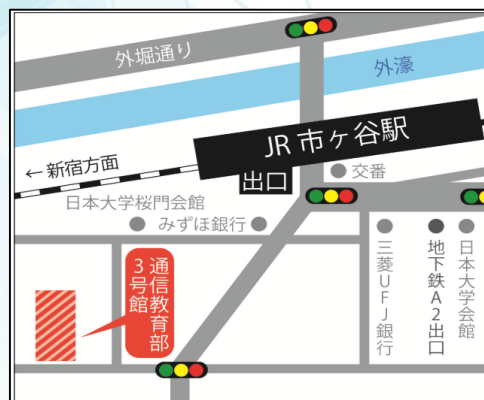 外堀通り
外濠
JR 市ヶ谷駅
←新宿方面
出口
交番
日本大学桜門会館
みずほ銀行
通信教育部
3号館
三菱UFJ銀行
地下鉄A2出口
日本大学会館